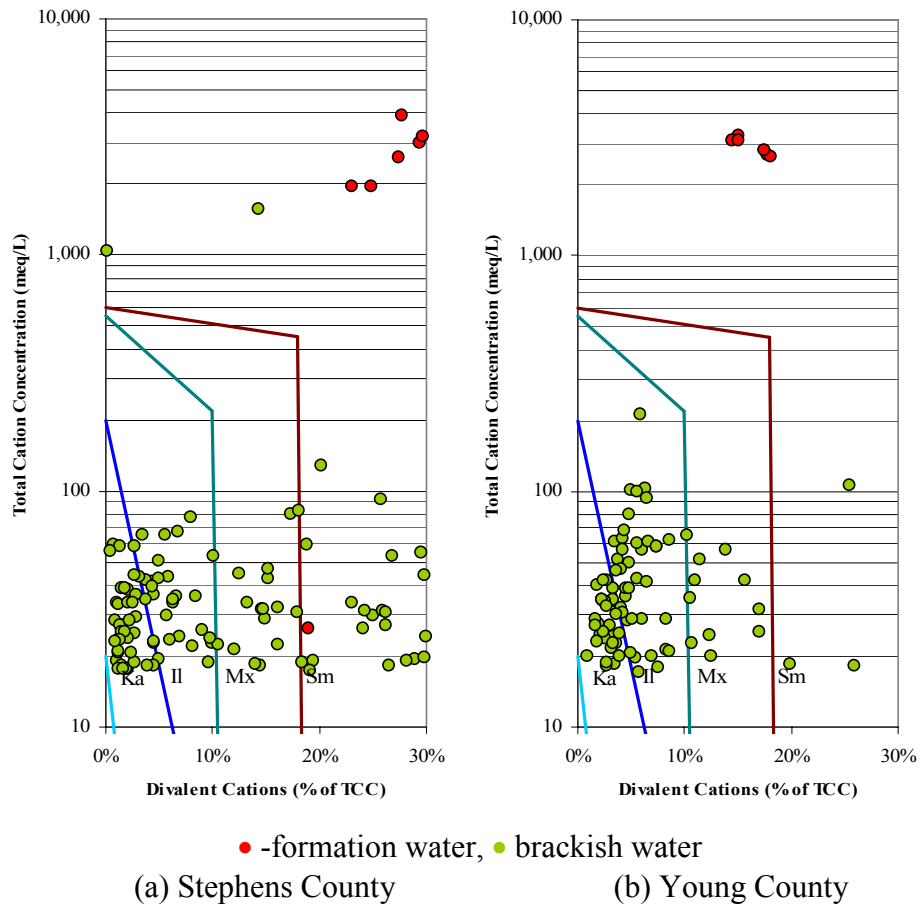 10,000
1,000
100
10
Total Cation Concentration (meq/L)
Ka
Il
Mx
Sm
0%
10%
20%
30%
Divalent Cations (% of TCC)
10,000
1,000
100
10
Total Cation Concentration (meq/L)
Ka
Il
Mx
Sm
0%
10%
20%
30%
Divalent Cations (% of TCC)
-formation water, brackish water
(a) Stephens County
(b) Young County